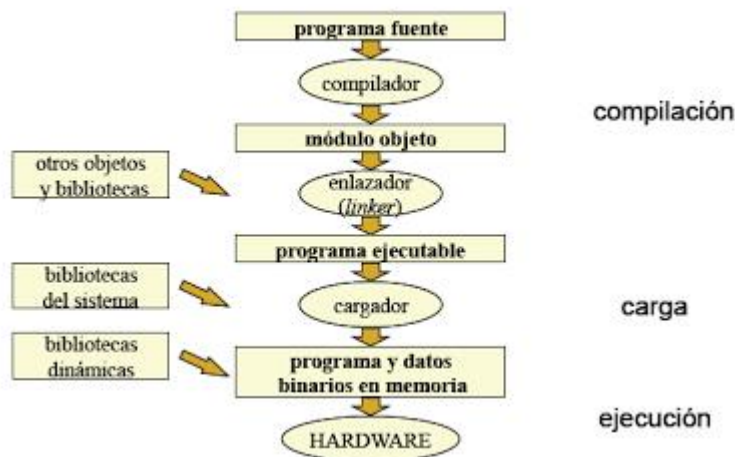 programa fuente
compilador
compilación
módulo objeto
otros objetos
y bibliotecas
enlazador
(linker)
programa ejecutable
bibliotecas
del sistema
cargador
carga
bibliotecas
dinámicas
programa y datos
binarios en memoria
ejecución
HARDWARE